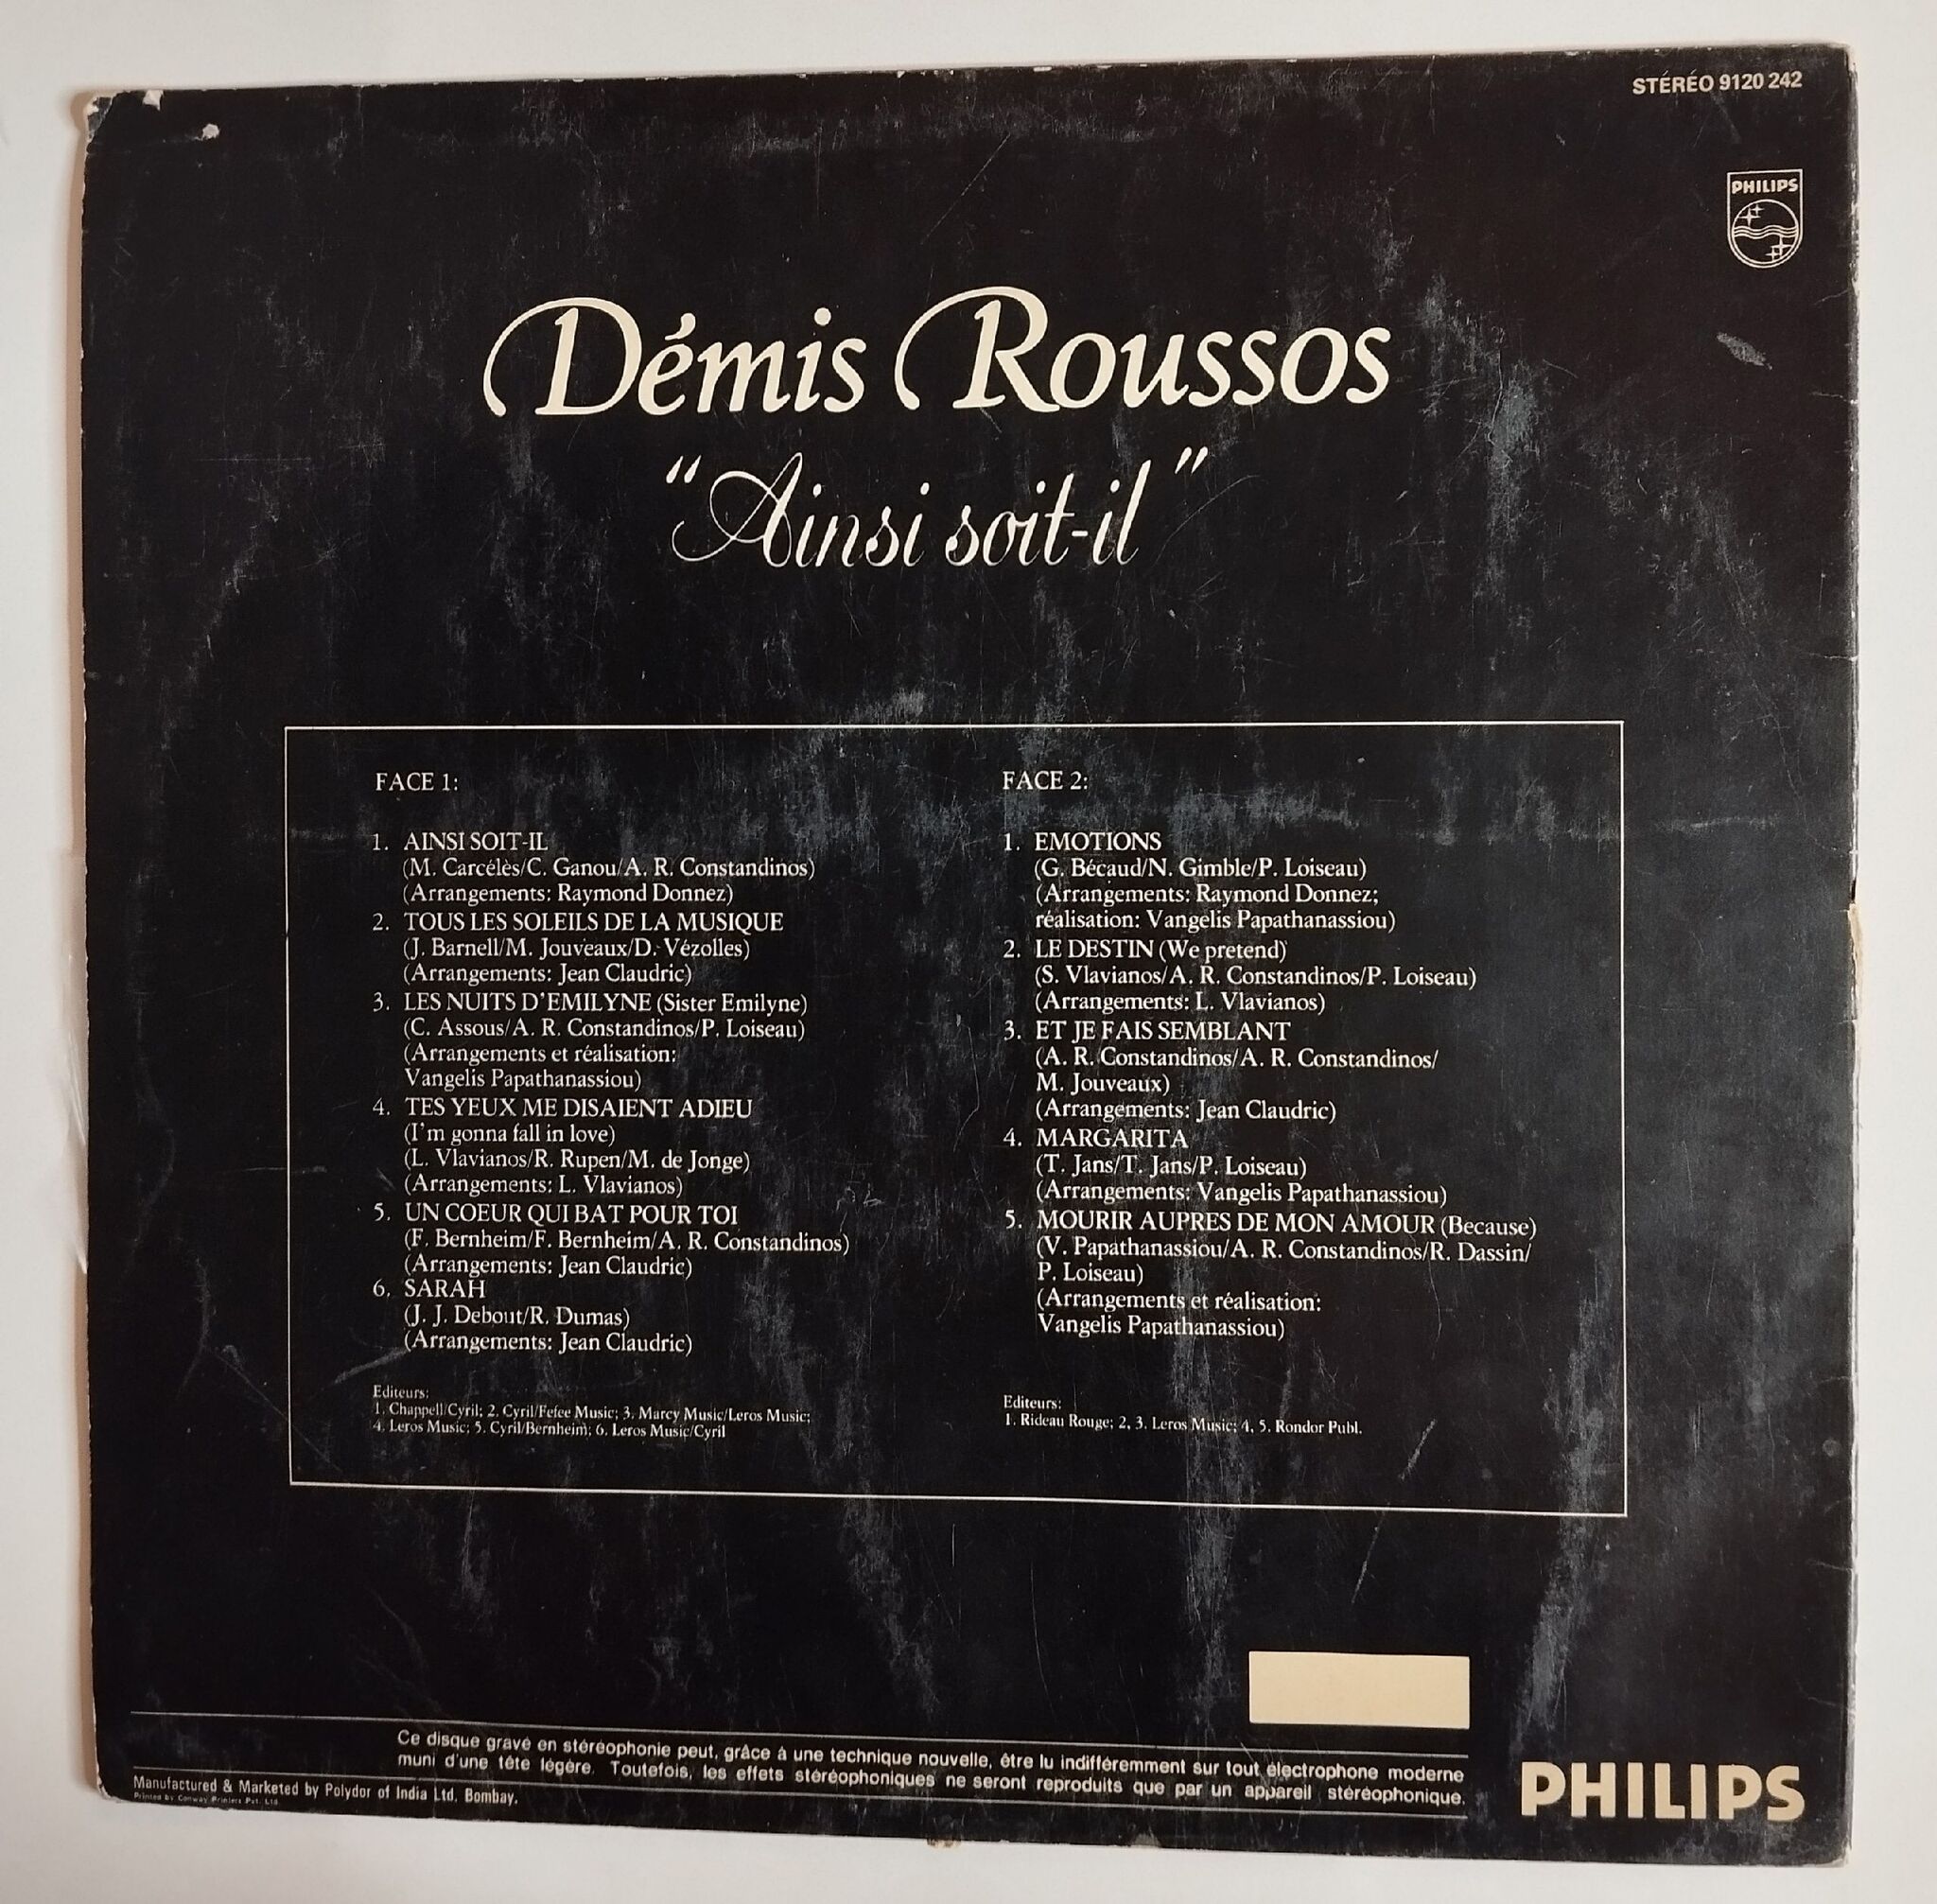 STÉRÉO 9120 242
PHILIPS
Démis Roussos
"Ainsi soit-il"
FACE 1:
1. AINSI SOIT-IL
(M. Carcélès/C. Ganou/A. R. Constandinos)
(Arrangements: Raymond Donnez)
2. TOUS LES SOLEILS DE LA MUSIQUE
(J. Barnell/M. Jouveaux/D. Vézolles)
(Arrangements: Jean Claudric)
3. LES NUITS D'EMILYNE (Sister Emilyne)
(C. Assous/A. R. Constandinos/P. Loiseau)
(Arrangements et réalisation:
Vangelis Papathanassiou)
4. TES YEUX ME DISAIENT ADIEU
(I'm gonna fall in love)
(L. Vlavianos/R. Rupen/M. de Jonge)
(Arrangements: L. Vlavianos)
5. UN COEUR QUI BAT POUR TOI
(F. Bernheim/F. Bernheim/A. R. Constandinos)
(Arrangements: Jean Claudric)
6. SARAH
(J. J. Debout/R. Dumas)
(Arrangements: Jean Claudric)
Editeurs:
1. Chappell/Cyril; 2. Cyril/Fefee Music; 3. Marcy Music/Leros Music;
4. Leros Music; 5. Cyril/Bernheim; 6. Leros Music/Cyril
FACE 2:
1. EMOTIONS
(G. Bécaud/N. Gimble/P. Loiseau)
(Arrangements: Raymond Donnez;
réalisation: Vangelis Papathanassiou)
2. LE DESTIN (We pretend)
(S. Vlavianos/A. R. Constandinos/P. Loiseau)
(Arrangements: L. Vlavianos)
3. ET JE FAIS SEMBLANT
(A. R. Constandinos/A. R. Constandinos/
M. Jouveaux)
(Arrangements: Jean Claudric)
4. MARGARITA
(T. Jans/T. Jans/P. Loiseau)
(Arrangements: Vangelis Papathanassiou)
5. MOURIR AUPRES DE MON AMOUR (Because)
(V. Papathanassiou/A. R. Constandinos/R. Dassin/
P. Loiseau)
(Arrangements et réalisation:
Vangelis Papathanassiou)
Editeurs:
1. Rideau Rouge; 2, 3. Leros Music; 4, 5. Rondor Publ.
Ce disque gravé en stéréophonie peut, grâce à une technique nouvelle, être lu indifféremment sur tout électrophone moderne
muni d'une tête légère. Toutefois, les effets stéréophoniques ne seront reproduits que par un appareil stéréophonique.
Manufactured & Marketed by Polydor of India Ltd. Bombay.
Printed by Conway Printers Pvt. Ltd.
PHILIPS